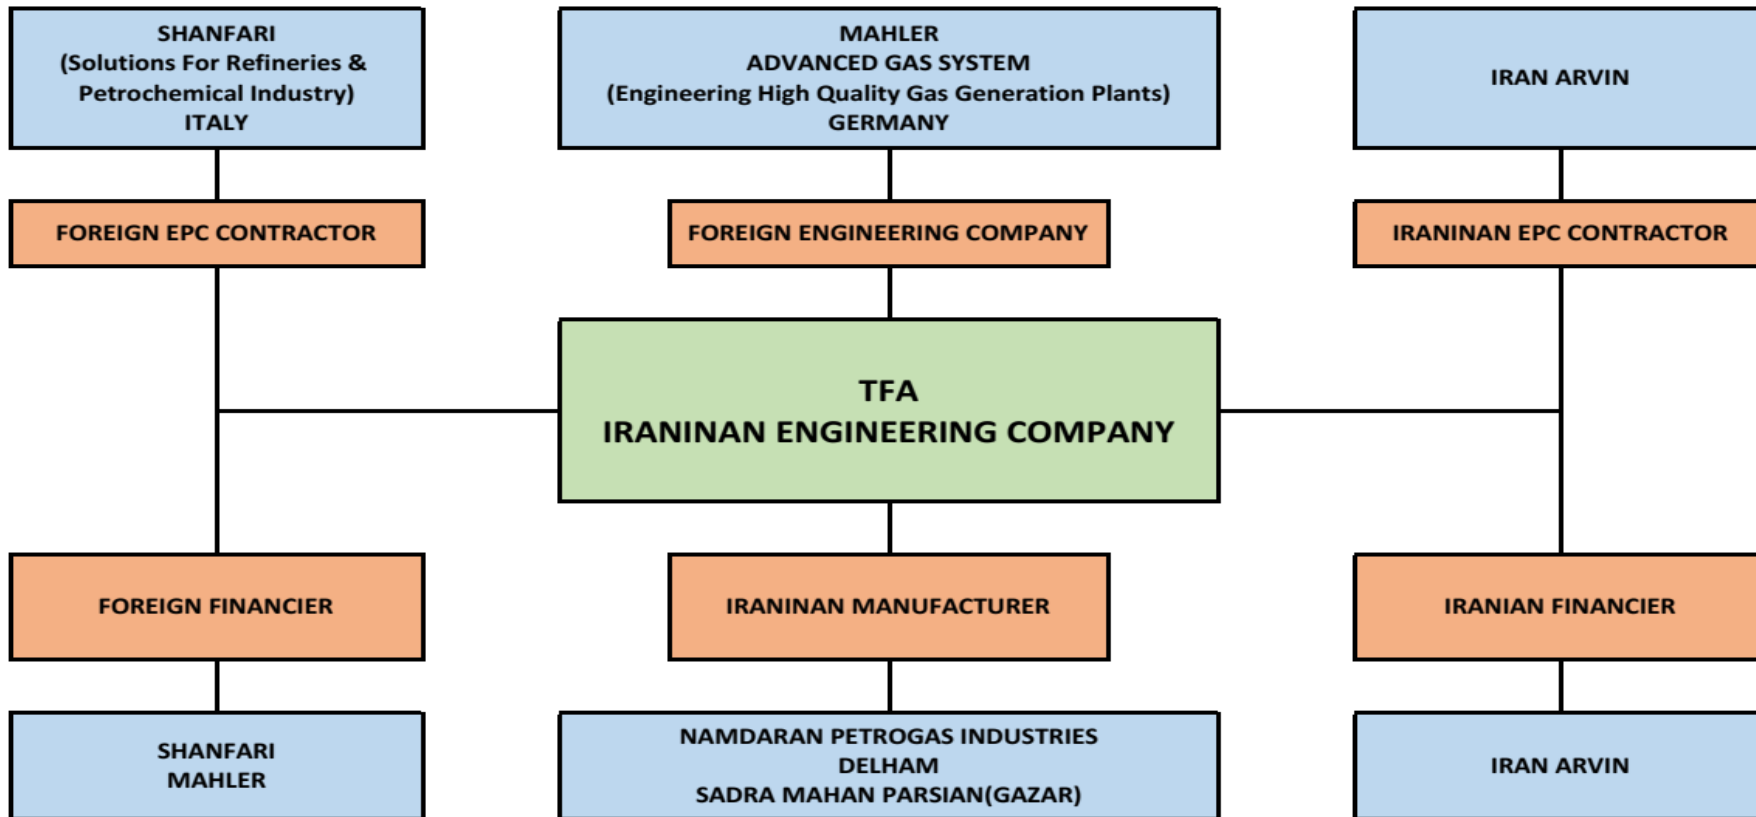 SHANFARI
(Solutions For Refineries &
Petrochemical Industry)
ITALY
MAHLER
ADVANCED GAS SYSTEM
(Engineering High Quality Gas Generation Plants)
GERMANY
IRAN ARVIN
FOREIGN EPC CONTRACTOR
FOREIGN ENGINEERING COMPANY
IRANINAN EPC CONTRACTOR
TFA
IRANINAN ENGINEERING COMPANY
FOREIGN FINANCIER
IRANINAN MANUFACTURER
IRANIAN FINANCIER
SHANFARI
MAHLER
NAMDARAN PETROGAS INDUSTRIES
DELHAM
SADRA MAHAN PARSIAN(GAZAR)
IRAN ARVIN